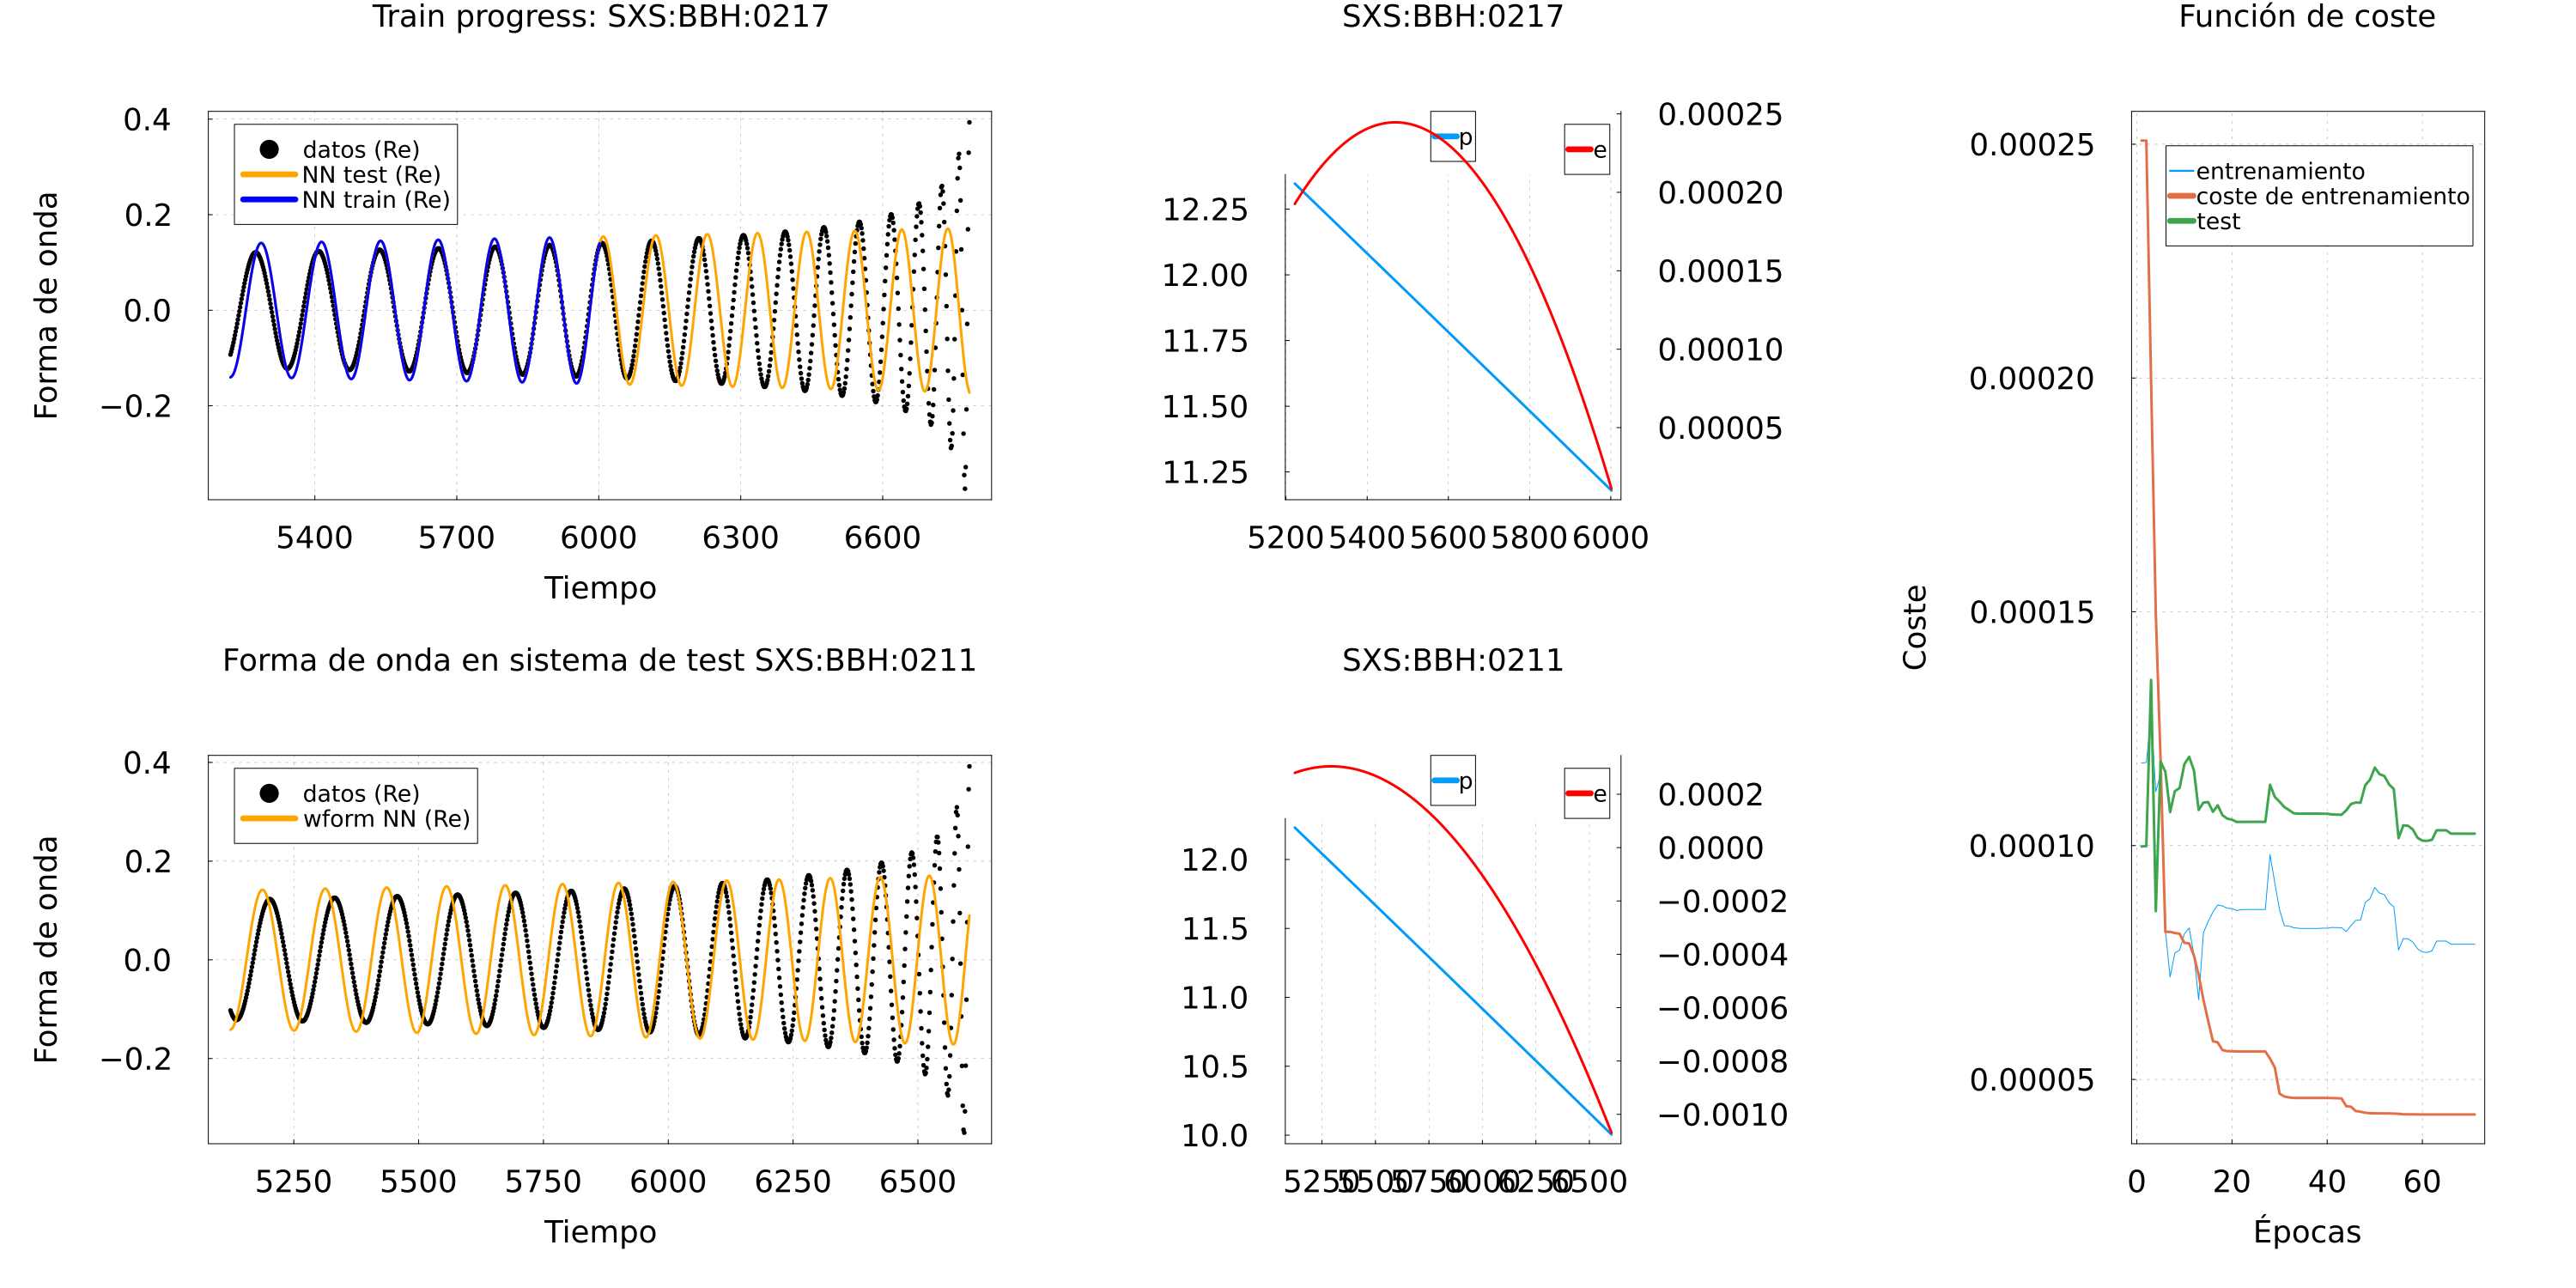 Train progress: SXS:BBH:0217
0.4
0.2
0.0
−0.2
Forma de onda
datos (Re)
NN test (Re)
NN train (Re)
5400 5700 6000 6300 6600
Tiempo
SXS:BBH:0217
12.25
12.00
11.75
11.50
11.25
p
e
0.00025
0.00020
0.00015
0.00010
0.00005
5200 5400 5600 5800 6000
Forma de onda en sistema de test SXS:BBH:0211
0.4
0.2
0.0
−0.2
Forma de onda
datos (Re)
wform NN (Re)
5250 5500 5750 6000 6250 6500
Tiempo
SXS:BBH:0211
12.0
11.5
11.0
10.5
10.0
p
e
0.0002
0.0000
−0.0002
−0.0004
−0.0006
−0.0008
−0.0010
5250 5500 5750 6000 6250 6500
Función de coste
0.00025
0.00020
0.00015
0.00010
0.00005
Coste
entrenamiento
coste de entrenamiento
test
0 20 40 60
Épocas